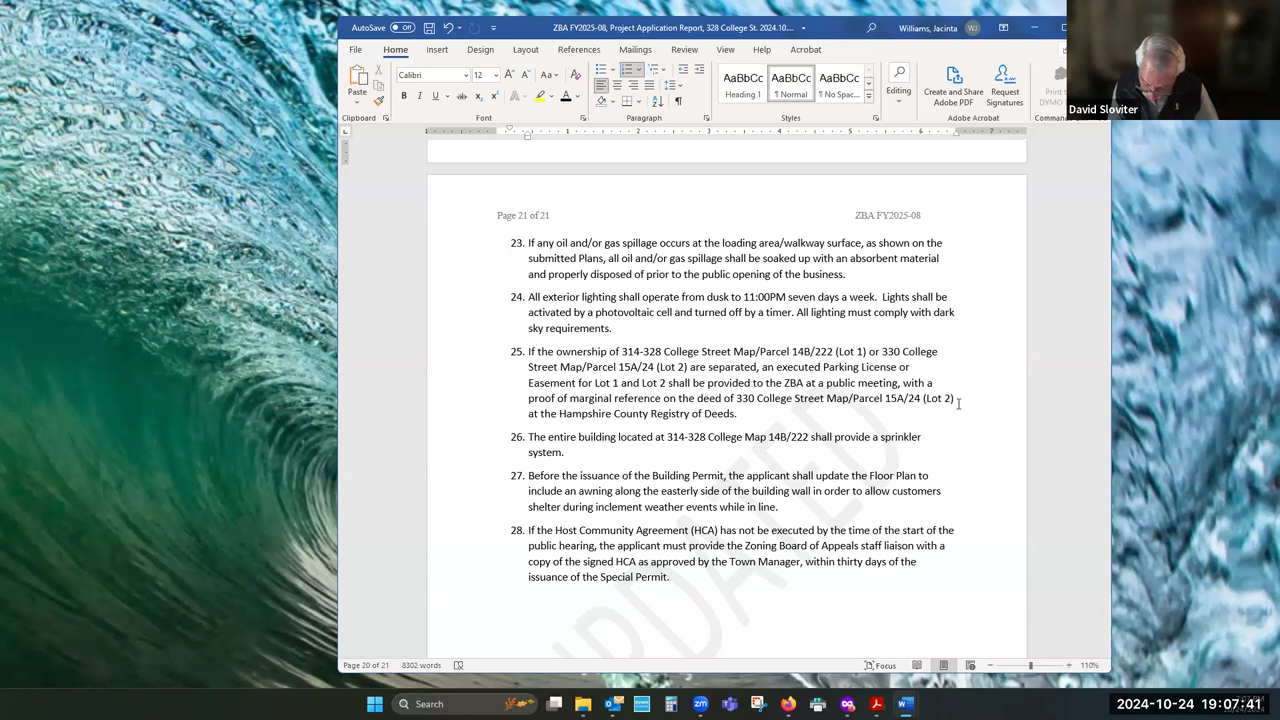 AutoSave Off ZBA FY2025-08, Project Application Report, 328 College St. 2024.10.... Williams, Jacinta WJ
File Home Insert Design Layout References Mailings Review View Help Acrobat
Paste Calibri 12 AaBbCc AaBbCc AaBbCc Editing Create and Share Adobe PDF Request Signatures Print to DYMO
Heading 1 ¶ Normal ¶ No Spac...
Clipboard Font Paragraph Styles Adobe Acrobat
David Sloviter
Page 21 of 21 ZBA FY2025-08
23. If any oil and/or gas spillage occurs at the loading area/walkway surface, as shown on the
submitted Plans, all oil and/or gas spillage shall be soaked up with an absorbent material
and properly disposed of prior to the public opening of the business.
24. All exterior lighting shall operate from dusk to 11:00PM seven days a week. Lights shall be
activated by a photovoltaic cell and turned off by a timer. All lighting must comply with dark
sky requirements.
25. If the ownership of 314-328 College Street Map/Parcel 14B/222 (Lot 1) or 330 College
Street Map/Parcel 15A/24 (Lot 2) are separated, an executed Parking License or
Easement for Lot 1 and Lot 2 shall be provided to the ZBA at a public meeting, with a
proof of marginal reference on the deed of 330 College Street Map/Parcel 15A/24 (Lot 2)
at the Hampshire County Registry of Deeds.
26. The entire building located at 314-328 College Map 14B/222 shall provide a sprinkler
system.
27. Before the issuance of the Building Permit, the applicant shall update the Floor Plan to
include an awning along the easterly side of the building wall in order to allow customers
shelter during inclement weather events while in line.
28. If the Host Community Agreement (HCA) has not be executed by the time of the start of the
public hearing, the applicant must provide the Zoning Board of Appeals staff liaison with a
copy of the signed HCA as approved by the Town Manager, within thirty days of the
issuance of the Special Permit.
UPDATED
Page 20 of 21 8302 words Focus 110%
Search 2024-10-24 19:07:41